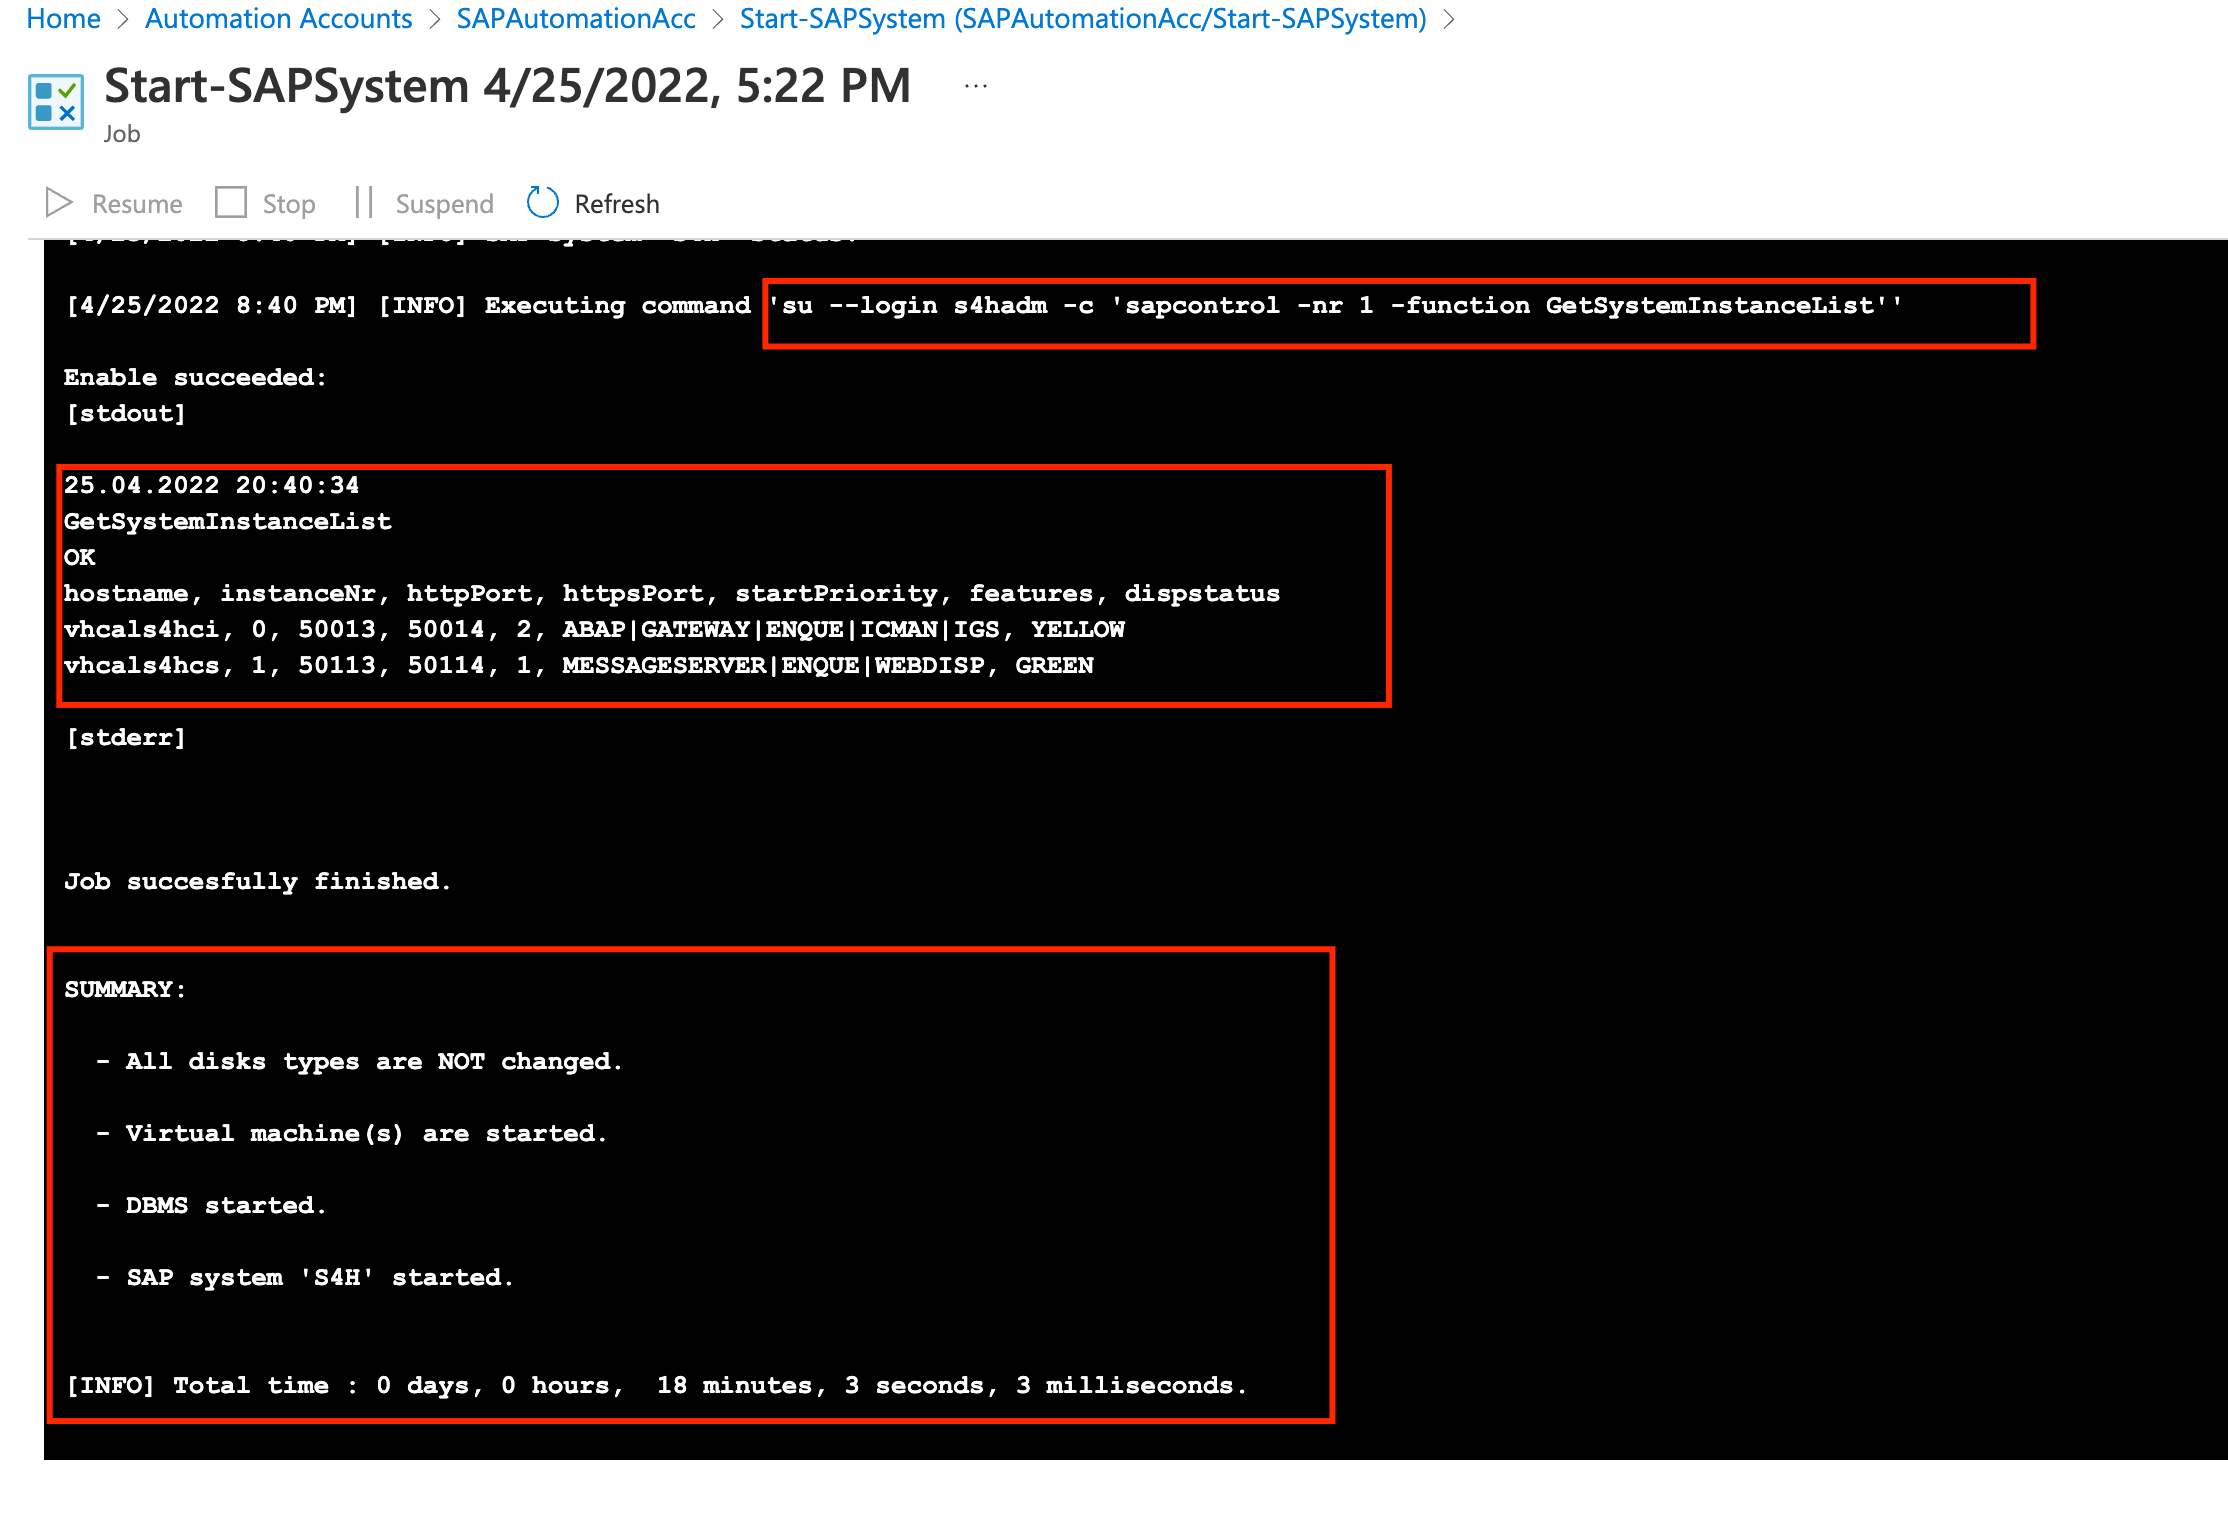 Home > Automation Accounts > SAPAutomationAcc > Start-SAPSystem (SAPAutomationAcc/Start-SAPSystem) >
Start-SAPSystem 4/25/2022, 5:22 PM ...
Job
Resume Stop Suspend Refresh
[4/25/2022 8:40 PM] [INFO] Executing command 'su --login s4hadm -c 'sapcontrol -nr 1 -function GetSystemInstanceList''
Enable succeeded:
[stdout]
25.04.2022 20:40:34
GetSystemInstanceList
OK
hostname, instanceNr, httpPort, httpsPort, startPriority, features, dispstatus
vhcals4hci, 0, 50013, 50014, 2, ABAP|GATEWAY|ENQUE|ICMAN|IGS, YELLOW
vhcals4hcs, 1, 50113, 50114, 1, MESSAGESERVER|ENQUE|WEBDISP, GREEN
[stderr]
Job succesfully finished.
SUMMARY:
- All disks types are NOT changed.
- Virtual machine(s) are started.
- DBMS started.
- SAP system 'S4H' started.
[INFO] Total time : 0 days, 0 hours,  18 minutes, 3 seconds, 3 milliseconds.